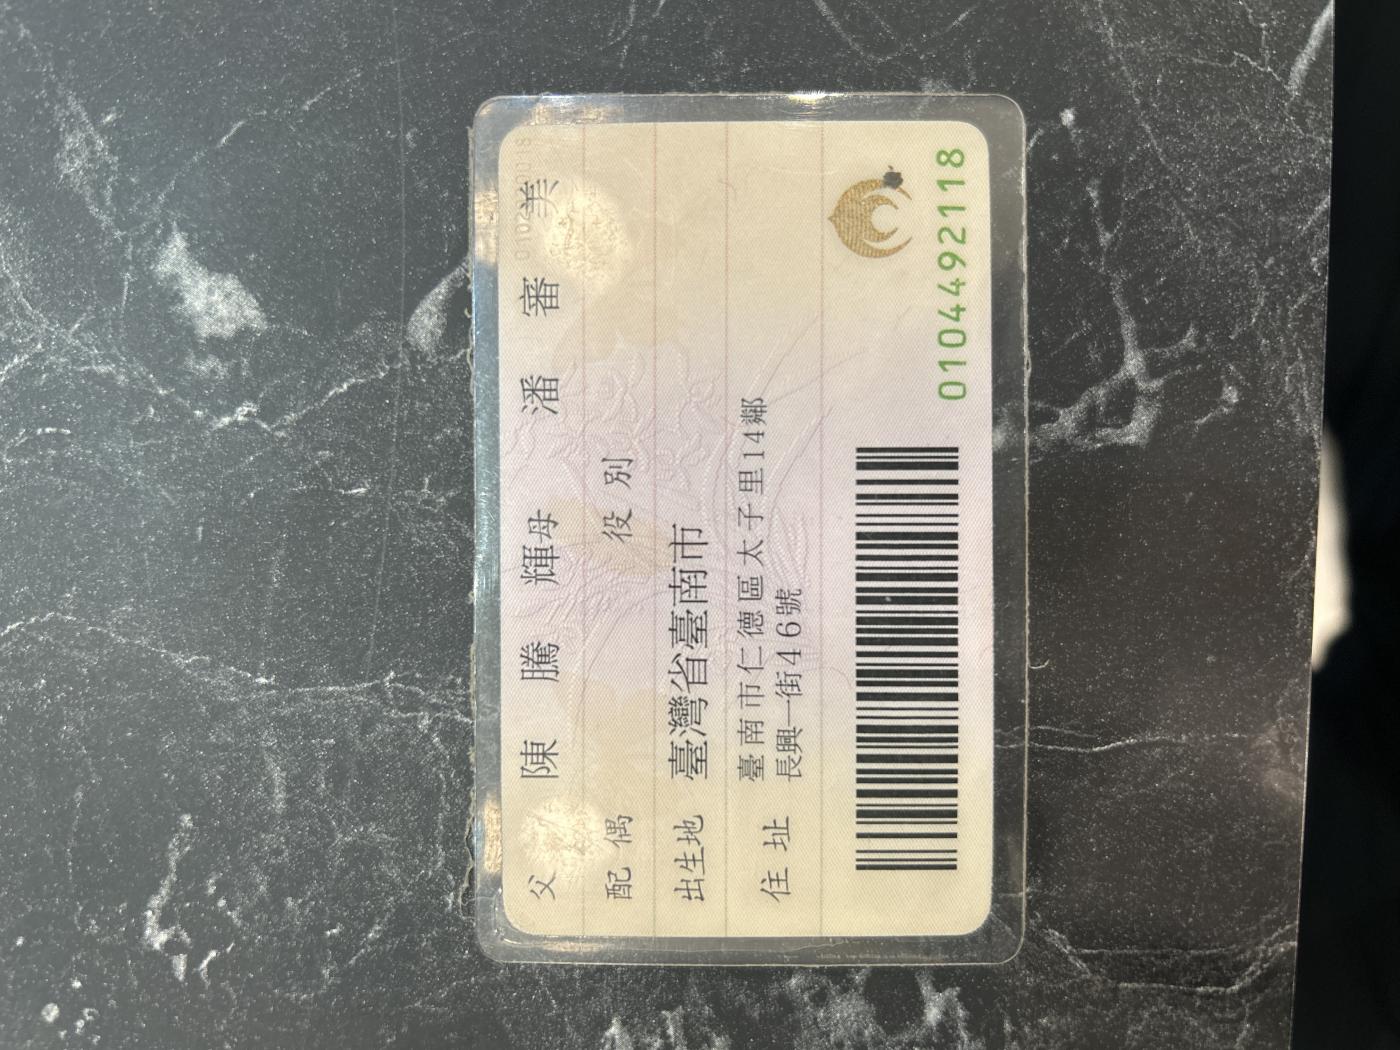 父 陳騰輝 母 潘審美
配偶 役別
出生地 臺灣省臺南市
住址 臺南市仁德區太子里14鄰
長興一街46號
0104492118